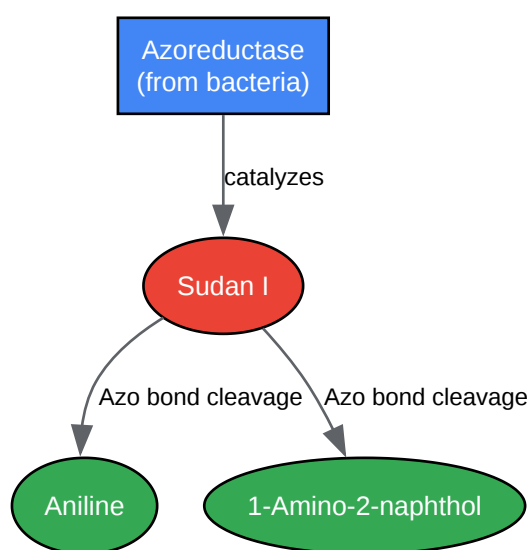 Azoreductase
(from bacteria)
catalyzes
Sudan I
Azo bond cleavage
Azo bond cleavage
Aniline
1-Amino-2-naphthol